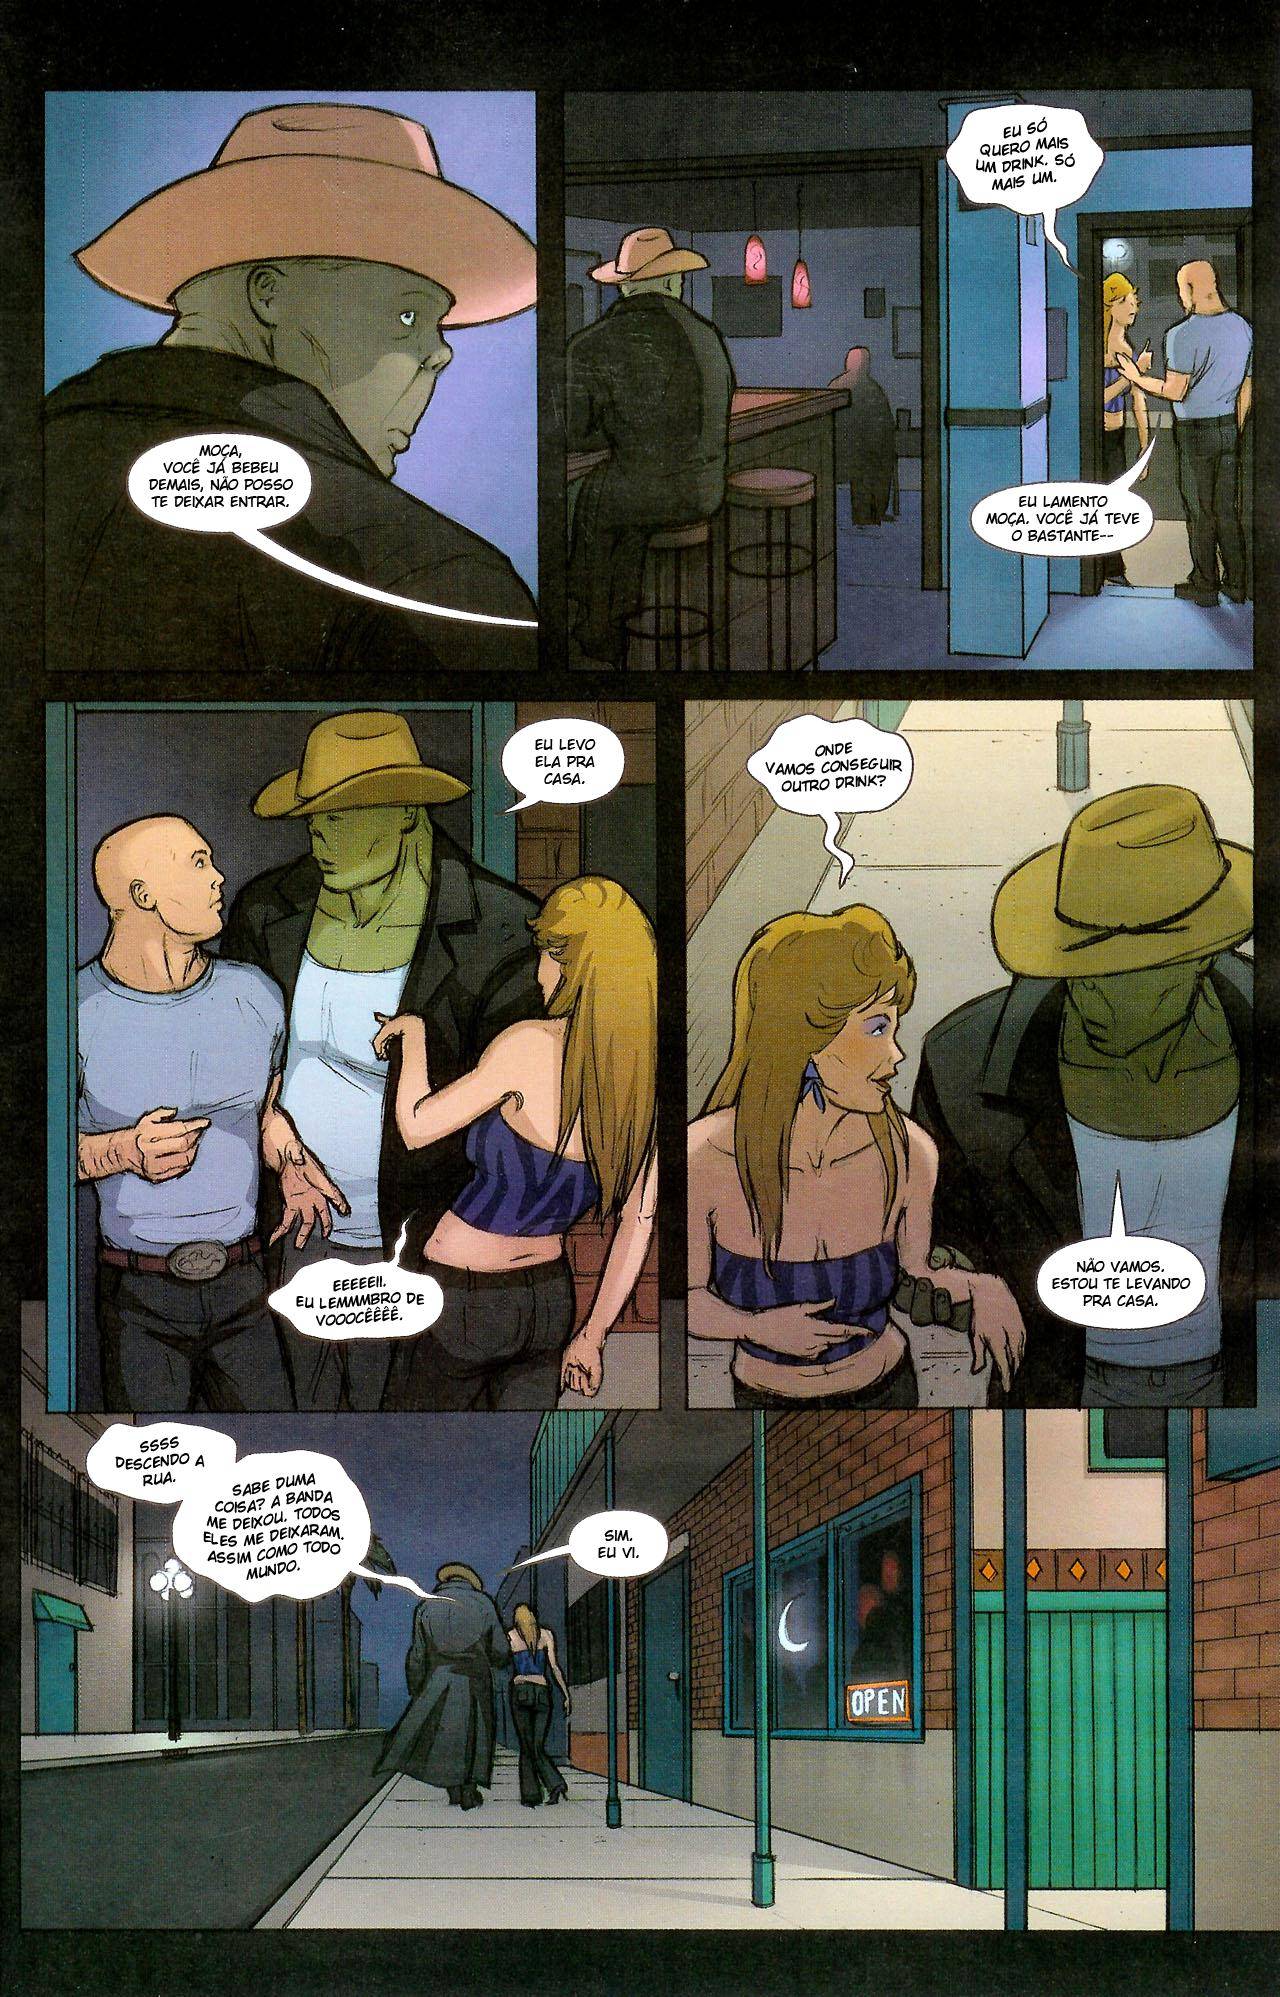 MOÇA,
VOCÊ JÁ BEBEU
DEMAIS, NÃO POSSO
TE DEIXAR ENTRAR.
EU SÓ
QUERO MAIS
UM DRINK. SÓ
MAIS UM.
EU LAMENTO
MOÇA. VOCÊ JÁ TEVE
O BASTANTE--
EU LEVO
ELA PRA
CASA.
EEEEEII.
EU LEMMMBRO DE
VOOOCÊÊÊÊ.
ONDE
VAMOS CONSEGUIR
OUTRO DRINK?
NÃO VAMOS.
ESTOU TE LEVANDO
PRA CASA.
SSSS
DESCENDO A
RUA.
SABE DUMA
COISA? A BANDA
ME DEIXOU. TODOS
ELES ME DEIXARAM.
ASSIM COMO TODO
MUNDO.
SIM.
EU VI.
OPEN